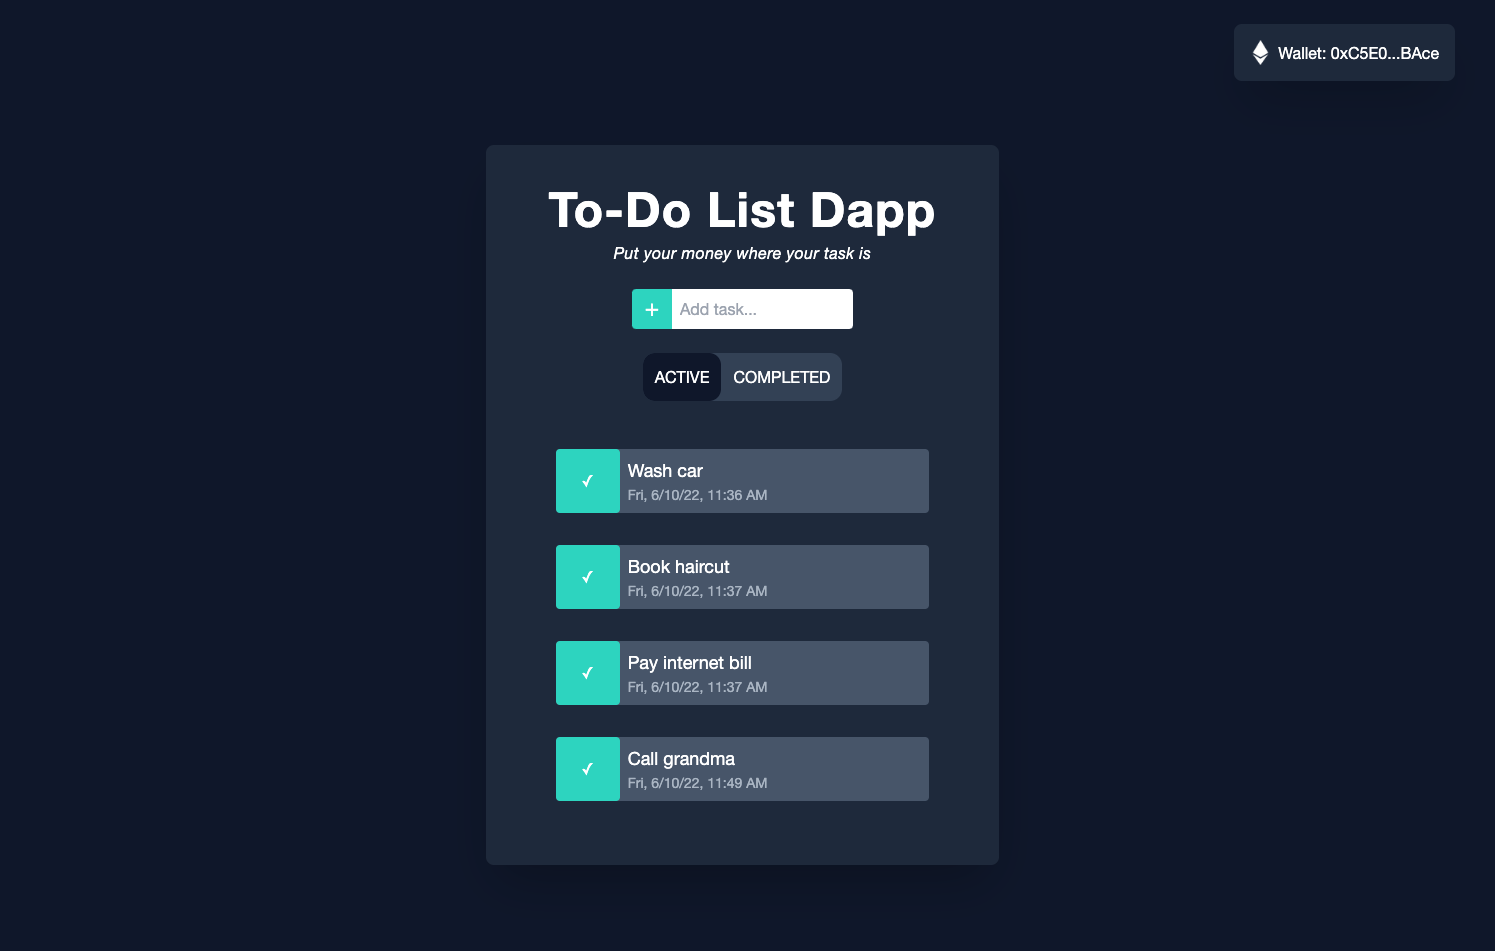 Wallet: 0xC5E0...BAce
To-Do List Dapp
Put your money where your task is
+ Add task...
ACTIVE COMPLETED
✓ Wash car
Fri, 6/10/22, 11:36 AM
✓ Book haircut
Fri, 6/10/22, 11:37 AM
✓ Pay internet bill
Fri, 6/10/22, 11:37 AM
✓ Call grandma
Fri, 6/10/22, 11:49 AM